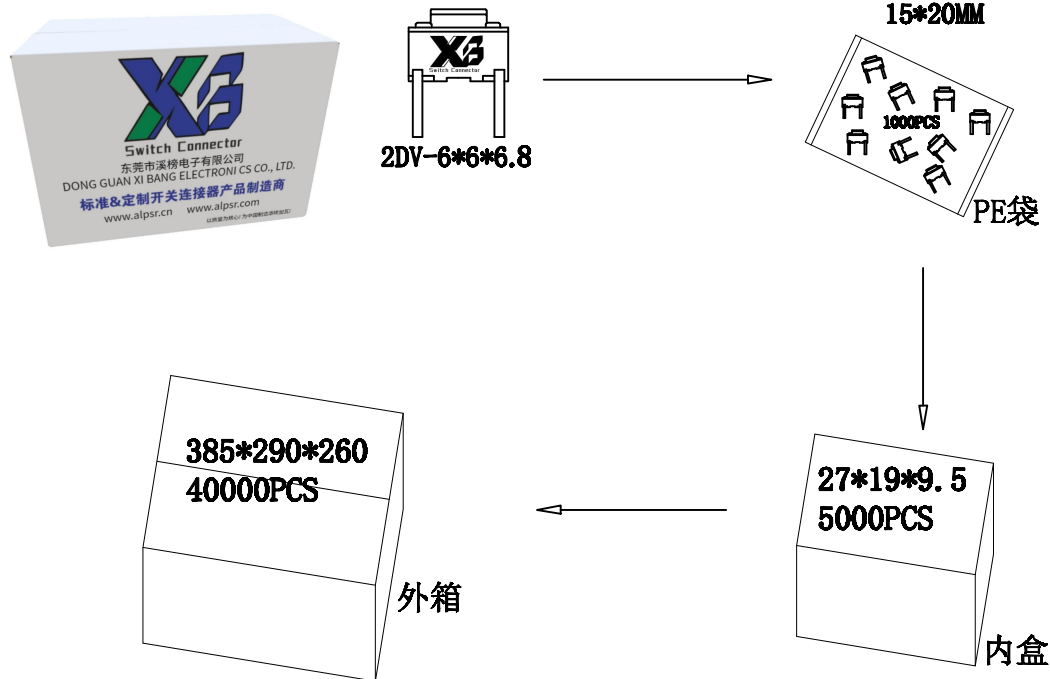 XB
Switch Connector
东莞市溪榜电子有限公司
DONG GUAN XI BANG ELECTRONI CS CO., LTD.
标准&定制开关连接器产品制造商
www.alpsr.cn www.alpsr.com
XB
Switch Connector
2DV-6*6*6.8
15*20MM
1000PCS
PE袋
385*290*260
40000PCS
外箱
27*19*9.5
5000PCS
内盒